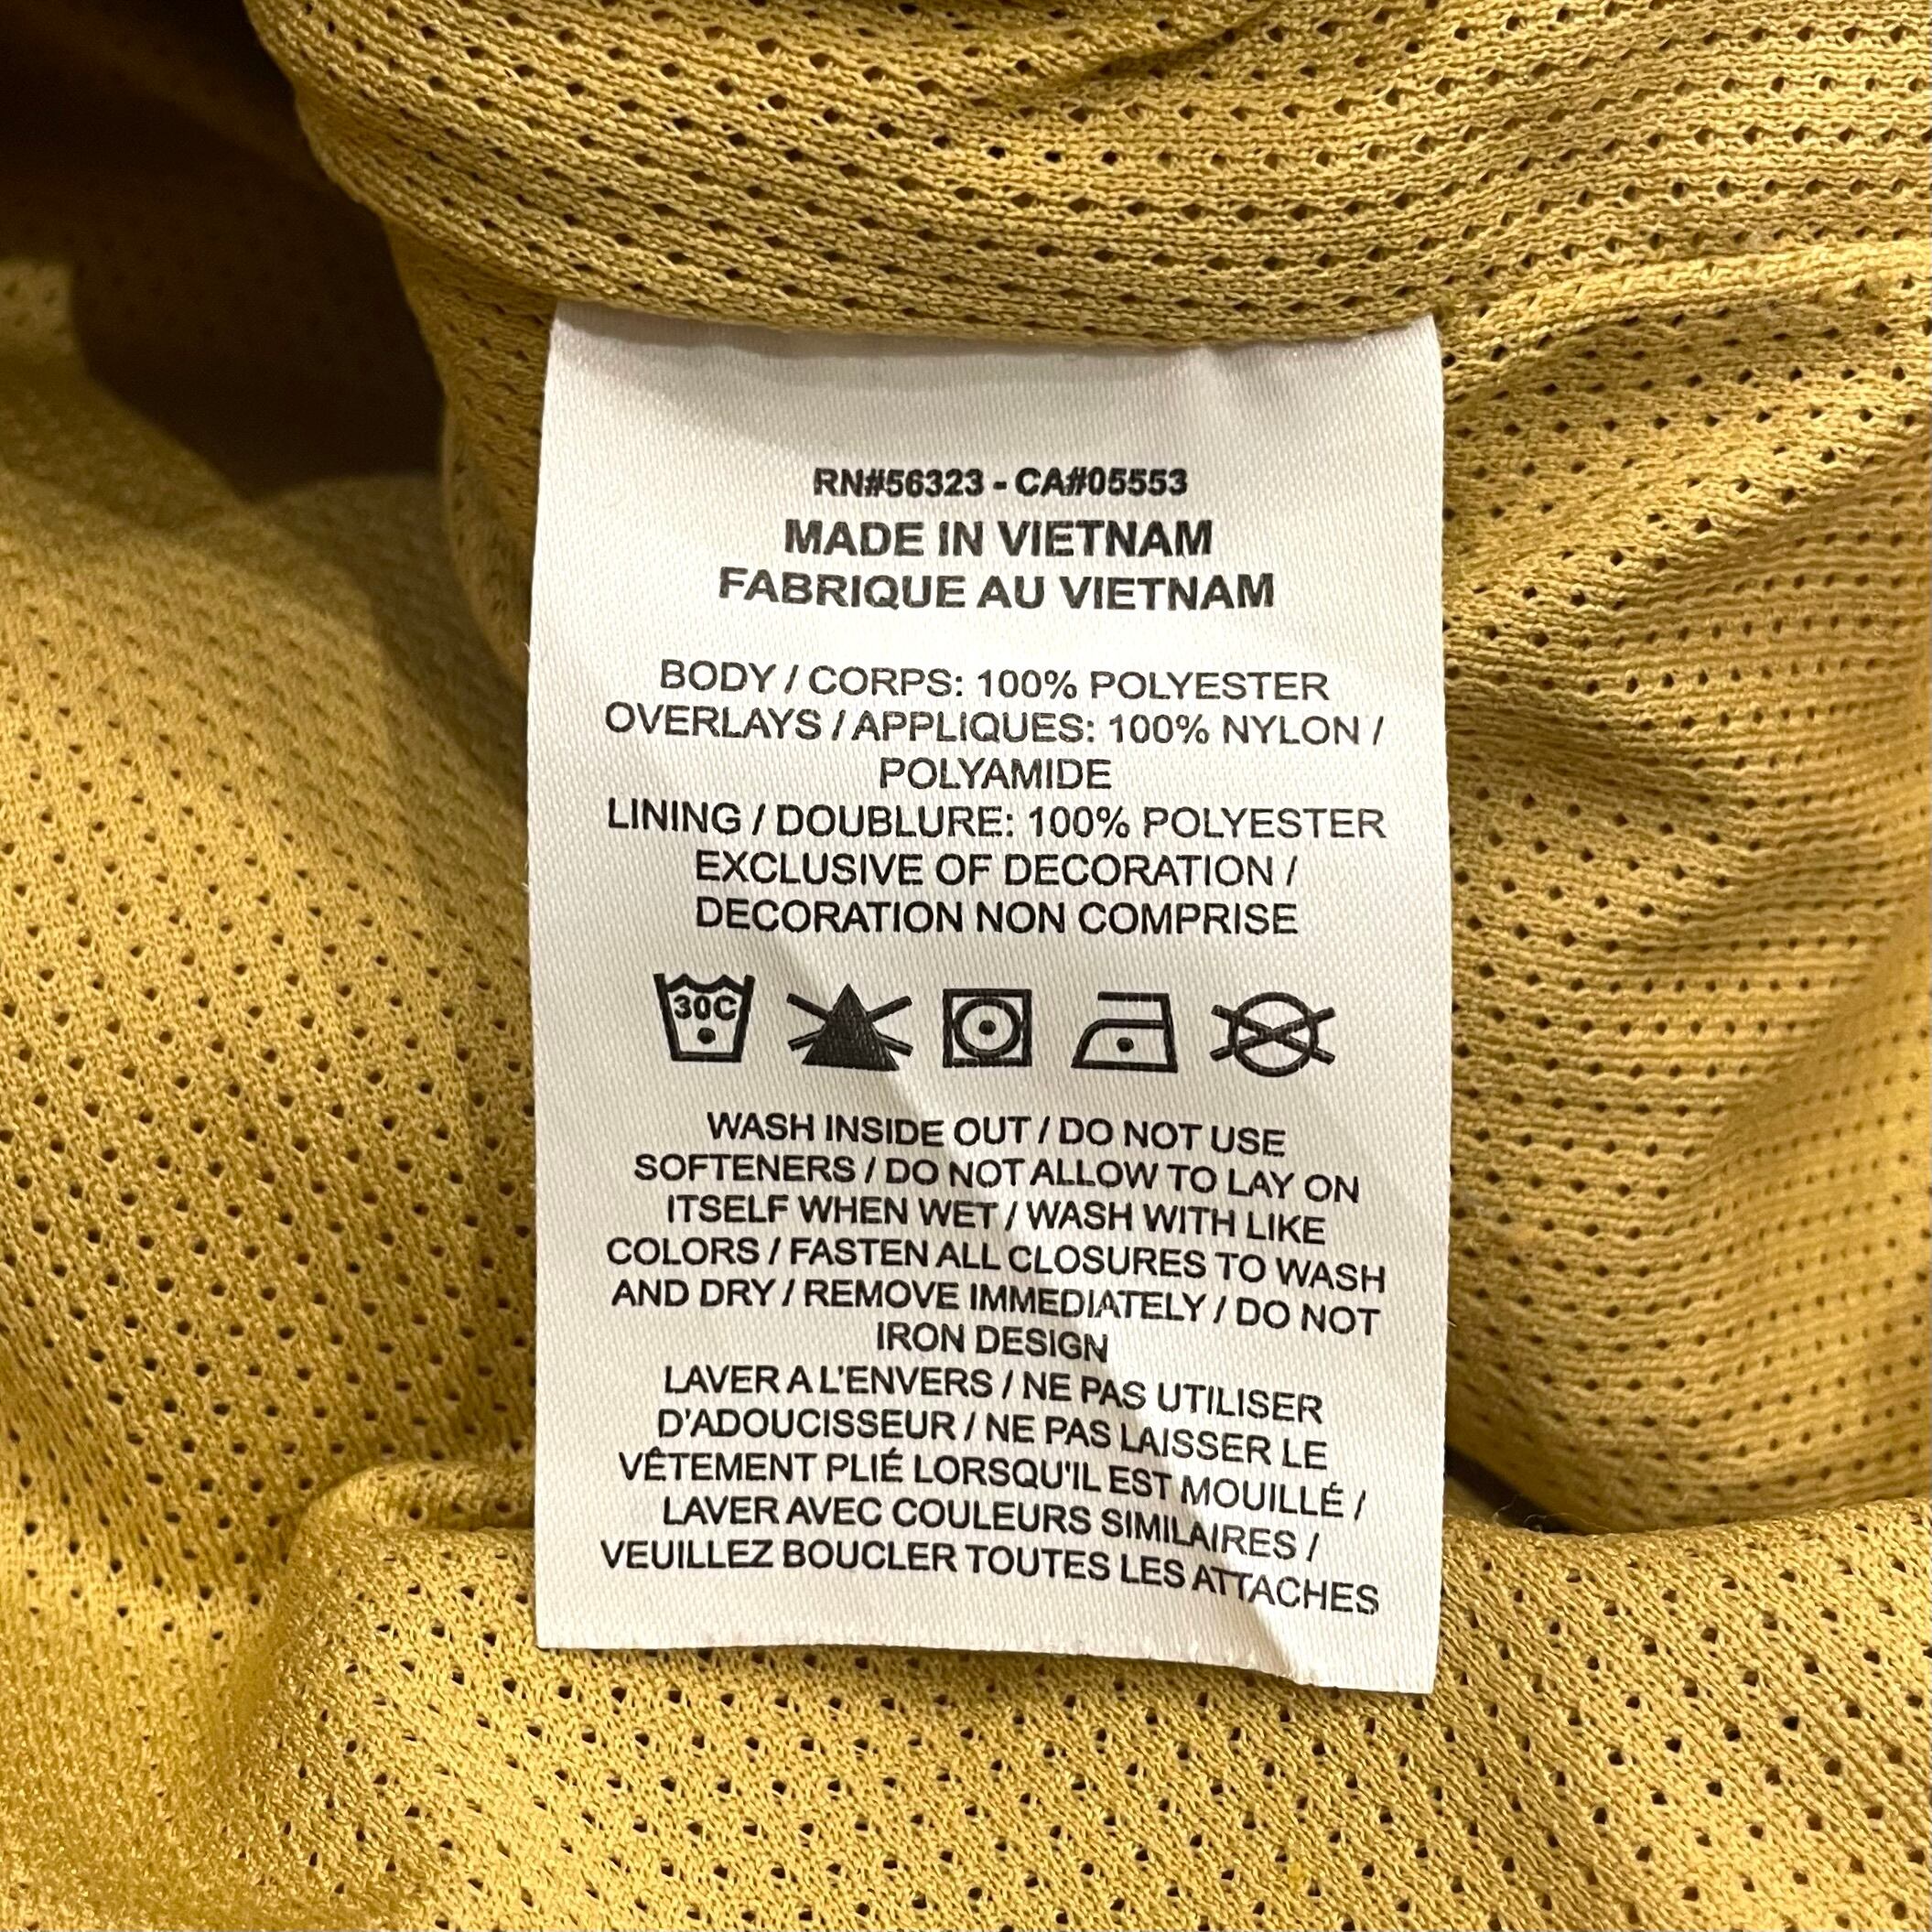 RN#56323 - CA#05553
MADE IN VIETNAM
FABRIQUE AU VIETNAM
BODY / CORPS: 100% POLYESTER
OVERLAYS / APPLIQUES: 100% NYLON /
POLYAMIDE
LINING / DOUBLURE: 100% POLYESTER
EXCLUSIVE OF DECORATION /
DECORATION NON COMPRISE
30C
WASH INSIDE OUT / DO NOT USE
SOFTENERS / DO NOT ALLOW TO LAY ON
ITSELF WHEN WET / WASH WITH LIKE
COLORS / FASTEN ALL CLOSURES TO WASH
AND DRY / REMOVE IMMEDIATELY / DO NOT
IRON DESIGN
LAVER A L'ENVERS / NE PAS UTILISER
D'ADOUCISSEUR / NE PAS LAISSER LE
VÊTEMENT PLIÉ LORSQU'IL EST MOUILLÉ /
LAVER AVEC COULEURS SIMILAIRES /
VEUILLEZ BOUCLER TOUTES LES ATTACHES